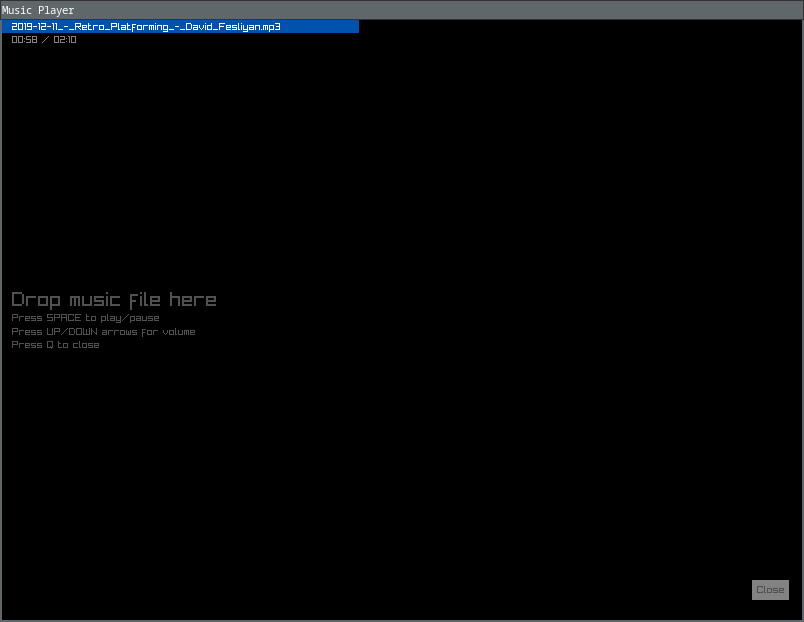 Music Player
2019-12-11_-_Retro_Platforming_-_David_Fesliyan.mp3
00:58 / 02:10
Drop music file here
Press SPACE to play/pause
Press UP/DOWN arrows for volume
Press Q to close
Close